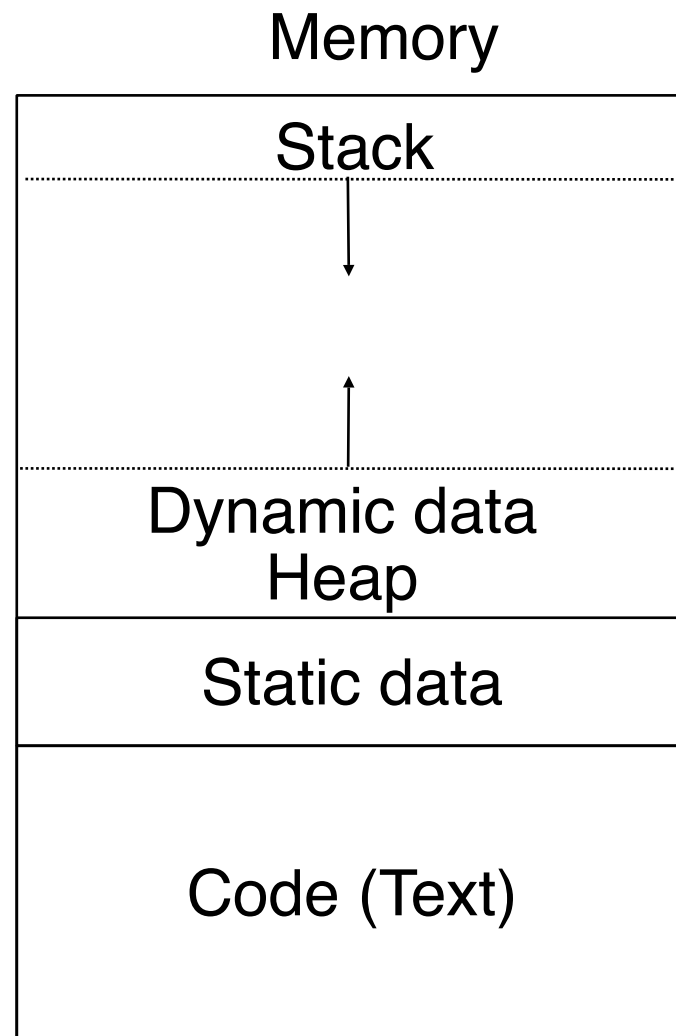 Memory
Stack
Dynamic data
Heap
Static data
Code (Text)